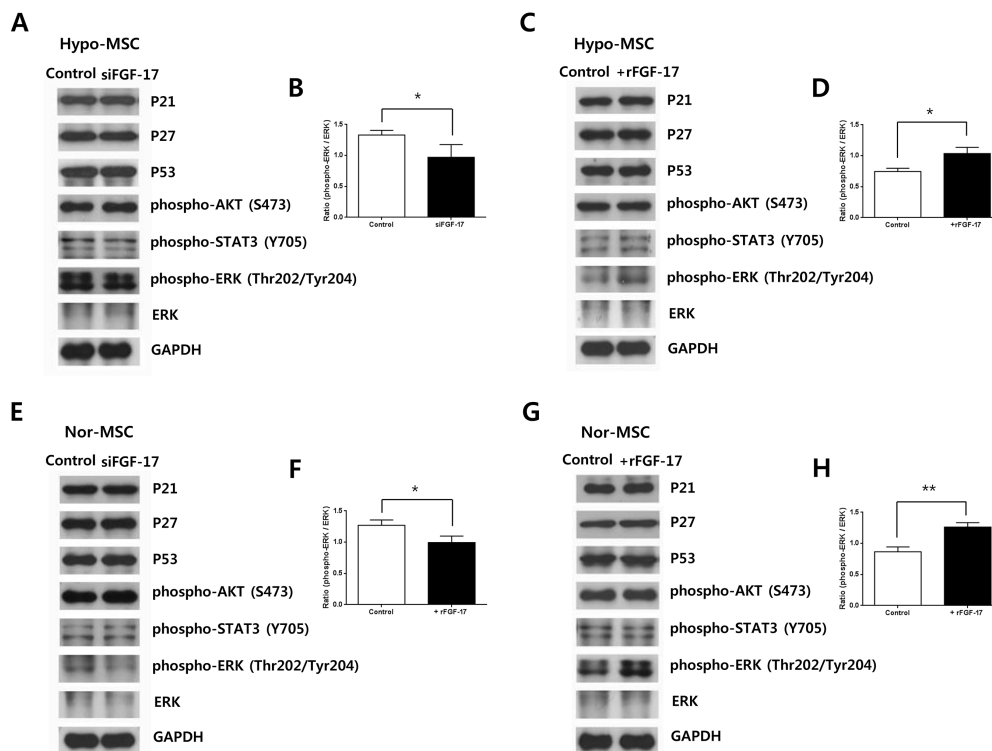 A
Hypo-MSC
Control siFGF-17
P21
P27
P53
phospho-AKT (S473)
phospho-STAT3 (Y705)
phospho-ERK (Thr202/Tyr204)
ERK
GAPDH
B
*
Ratio (phospho-ERK / ERK)
1.5
1.0
0.5
0.0
Control
siFGF-17
C
Hypo-MSC
Control +rFGF-17
P21
P27
P53
phospho-AKT (S473)
phospho-STAT3 (Y705)
phospho-ERK (Thr202/Tyr204)
ERK
GAPDH
D
*
Ratio (phospho-ERK / ERK)
1.5
1.0
0.5
0.0
Control
+rFGF-17
E
Nor-MSC
Control siFGF-17
P21
P27
P53
phospho-AKT (S473)
phospho-STAT3 (Y705)
phospho-ERK (Thr202/Tyr204)
ERK
GAPDH
F
*
Ratio (phospho-ERK / ERK)
1.5
1.0
0.5
0.0
Control
+ rFGF-17
G
Nor-MSC
Control +rFGF-17
P21
P27
P53
phospho-AKT (S473)
phospho-STAT3 (Y705)
phospho-ERK (Thr202/Tyr204)
ERK
GAPDH
H
**
Ratio (phospho-ERK / ERK)
1.5
1.0
0.5
0.0
Control
+ rFGF-17